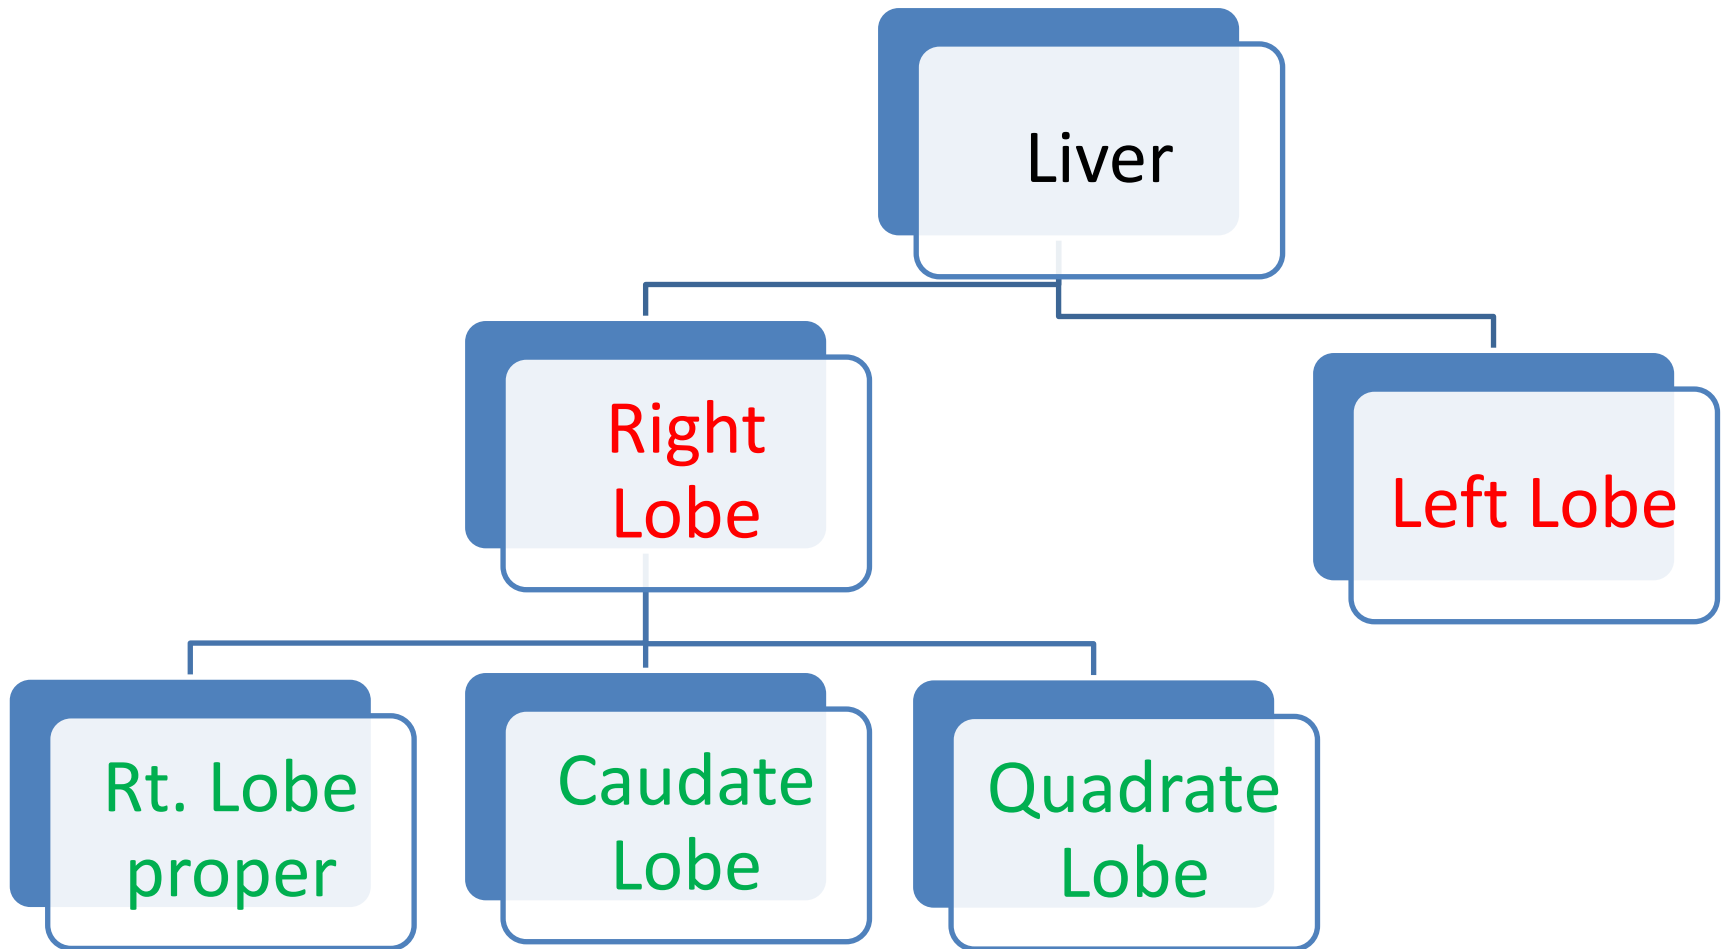 Liver
Right
Lobe
Left Lobe
Rt. Lobe
proper
Caudate
Lobe
Quadrate
Lobe